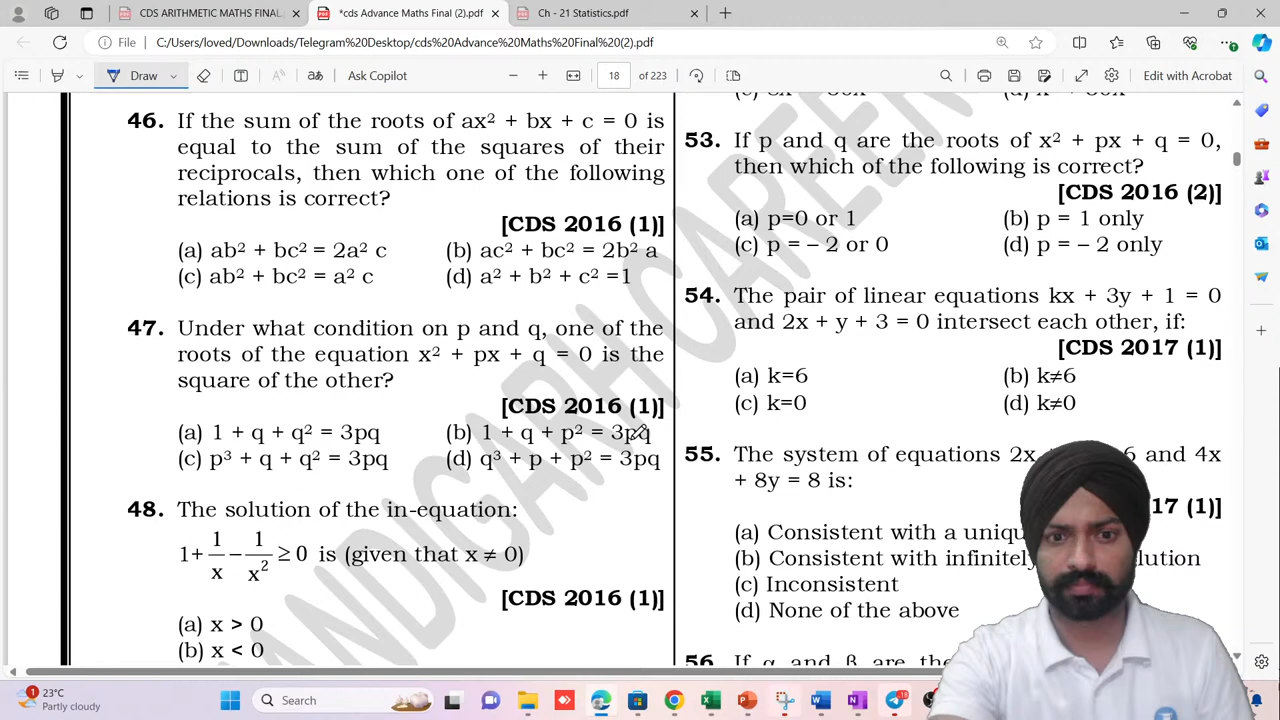 CDS ARITHMETIC MATHS FINAL.
*cds Advance Maths Final (2).pdf
Ch - 21 Statistics.pdf
File
C:/Users/loved/Downloads/Telegram%20Desktop/cds%20Advance%20Maths%20Final%20(2).pdf
Draw
Ask Copilot
18
of 223
Edit with Acrobat
46. If the sum of the roots of ax² + bx + c = 0 is
equal to the sum of the squares of their
reciprocals, then which one of the following
relations is correct?
[CDS 2016 (1)]
(a) ab² + bc² = 2a² c (b) ac² + bc² = 2b² a
(c) ab² + bc² = a² c (d) a² + b² + c² =1
47. Under what condition on p and q, one of the
roots of the equation x² + px + q = 0 is the
square of the other?
[CDS 2016 (1)]
(a) 1 + q + q² = 3pq (b) 1 + q + p² = 3pq
(c) p³ + q + q² = 3pq (d) q³ + p + p² = 3pq
48. The solution of the in-equation:
1+ 1/x − 1/x² ≥ 0 is (given that x ≠ 0)
[CDS 2016 (1)]
(a) x > 0
(b) x < 0
53. If p and q are the roots of x² + px + q = 0,
then which of the following is correct?
[CDS 2016 (2)]
(a) p=0 or 1 (b) p = 1 only
(c) p = – 2 or 0 (d) p = – 2 only
54. The pair of linear equations kx + 3y + 1 = 0
and 2x + y + 3 = 0 intersect each other, if:
[CDS 2017 (1)]
(a) k=6 (b) k≠6
(c) k=0 (d) k≠0
55. The system of equations 2x 6 and 4x
+ 8y = 8 is:
17 (1)]
(a) Consistent with a uniqu
(b) Consistent with infinitely lution
(c) Inconsistent
(d) None of the above
56. If α and β are the
CHANDIGARH CAREER
23°C
Partly cloudy
Search